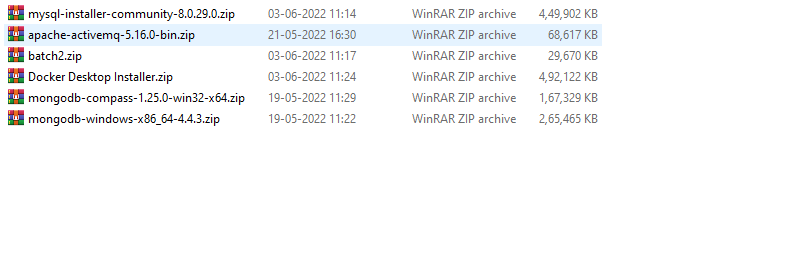 mysql-installer-community-8.0.29.0.zip 03-06-2022 11:14 WinRAR ZIP archive 4,49,902 KB
apache-activemq-5.16.0-bin.zip 21-05-2022 16:30 WinRAR ZIP archive 68,617 KB
batch2.zip 03-06-2022 11:17 WinRAR ZIP archive 29,670 KB
Docker Desktop Installer.zip 03-06-2022 11:24 WinRAR ZIP archive 4,92,122 KB
mongodb-compass-1.25.0-win32-x64.zip 19-05-2022 11:29 WinRAR ZIP archive 1,67,329 KB
mongodb-windows-x86_64-4.4.3.zip 19-05-2022 11:22 WinRAR ZIP archive 2,65,465 KB